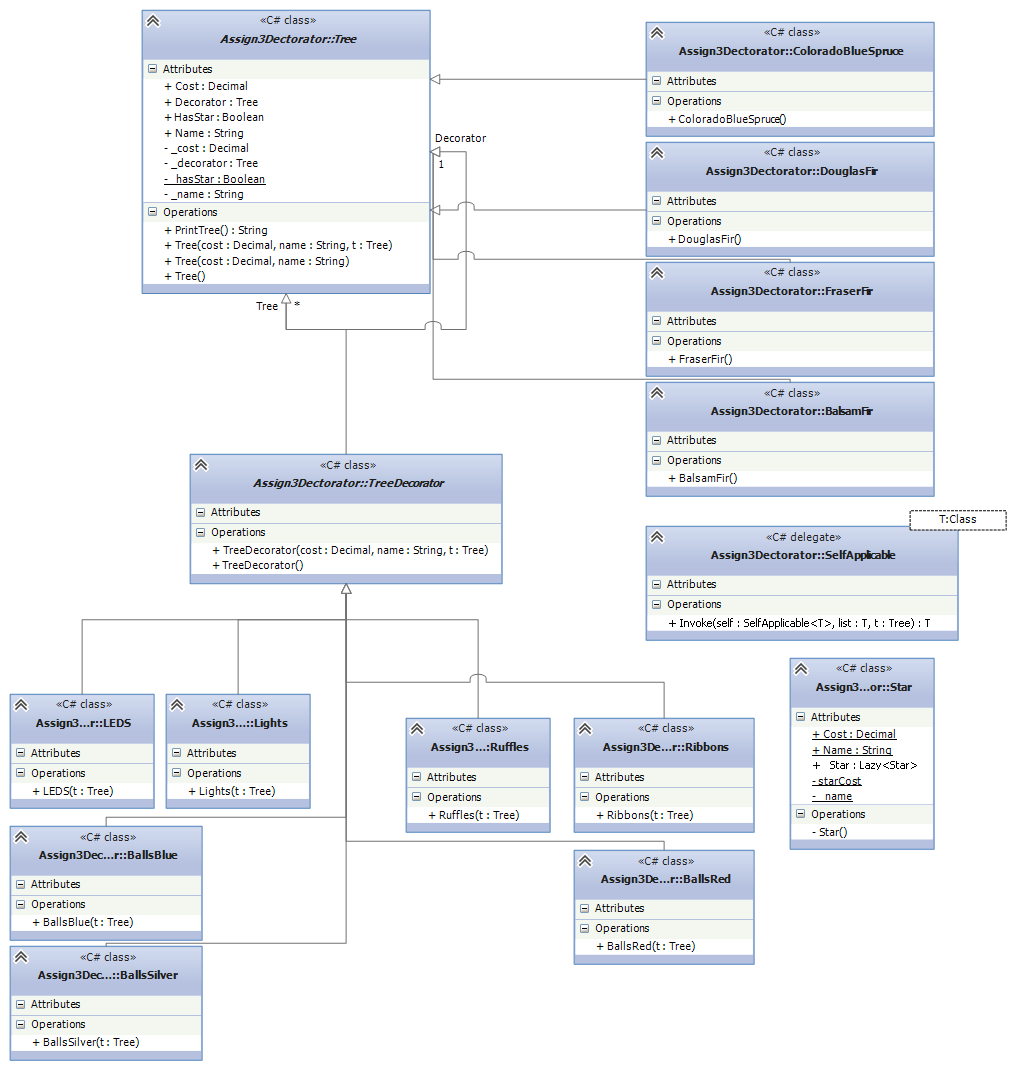 «C# class»
Assign3Dectorator::Tree
Attributes
+ Cost : Decimal
+ Decorator : Tree
+ HasStar : Boolean
+ Name : String
- _cost : Decimal
- _decorator : Tree
- _hasStar : Boolean
- _name : String
Operations
+ PrintTree() : String
+ Tree(cost : Decimal, name : String, t : Tree)
+ Tree(cost : Decimal, name : String)
+ Tree()
Decorator
1
Tree
*
«C# class»
Assign3Dectorator::ColoradoBlueSpruce
Attributes
Operations
+ ColoradoBlueSpruce()
«C# class»
Assign3Dectorator::DouglasFir
Attributes
Operations
+ DouglasFir()
«C# class»
Assign3Dectorator::FraserFir
Attributes
Operations
+ FraserFir()
«C# class»
Assign3Dectorator::BalsamFir
Attributes
Operations
+ BalsamFir()
«C# class»
Assign3Dectorator::TreeDecorator
Attributes
Operations
+ TreeDecorator(cost : Decimal, name : String, t : Tree)
+ TreeDecorator()
T:Class
«C# delegate»
Assign3Dectorator::SelfApplicable
Attributes
Operations
+ Invoke(self : SelfApplicable<T>, list : T, t : Tree) : T
«C# class»
Assign3...or::Star
Attributes
+ Cost : Decimal
+ Name : String
+ Star : Lazy<Star>
- starCost
- _name
Operations
- Star()
«C# class»
Assign3...r::LEDS
Attributes
Operations
+ LEDS(t : Tree)
«C# class»
Assign3...::Lights
Attributes
Operations
+ Lights(t : Tree)
«C# class»
Assign3...:Ruffles
Attributes
Operations
+ Ruffles(t : Tree)
«C# class»
Assign3De...::Ribbons
Attributes
Operations
+ Ribbons(t : Tree)
«C# class»
Assign3Dec...r::BallsBlue
Attributes
Operations
+ BallsBlue(t : Tree)
«C# class»
Assign3De...r::BallsRed
Attributes
Operations
+ BallsRed(t : Tree)
«C# class»
Assign3Dec...::BallsSilver
Attributes
Operations
+ BallsSilver(t : Tree)